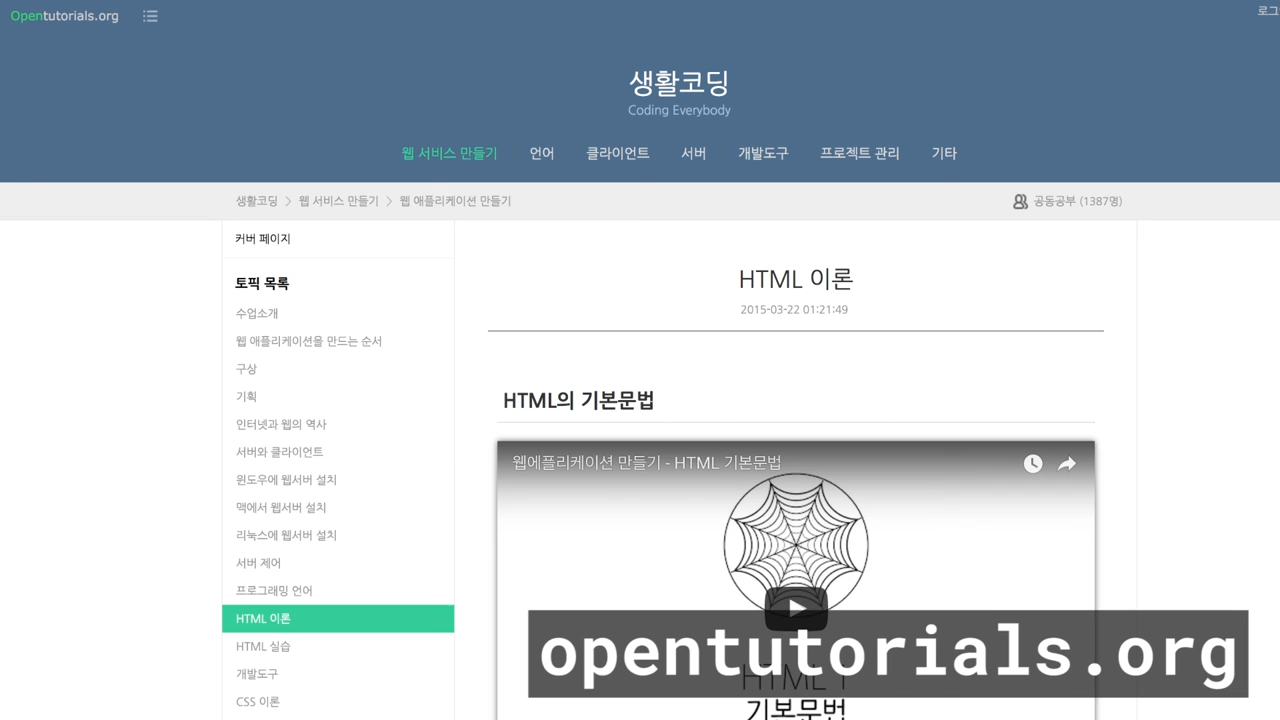 Opentutorials.org
로그
생활코딩
Coding Everybody
웹 서비스 만들기 언어 클라이언트 서버 개발도구 프로젝트 관리 기타
생활코딩 > 웹 서비스 만들기 > 웹 애플리케이션 만들기
공동공부 (1387명)
커버 페이지
토픽 목록
수업소개
웹 애플리케이션을 만드는 순서
구상
기획
인터넷과 웹의 역사
서버와 클라이언트
윈도우에 웹서버 설치
맥에서 웹서버 설치
리눅스에 웹서버 설치
서버 제어
프로그래밍 언어
HTML 이론
HTML 실습
개발도구
CSS 이론
HTML 이론
2015-03-22 01:21:49
HTML의 기본문법
웹에플리케이션 만들기 - HTML 기본문법
HTML 1
기본문법
opentutorials.org